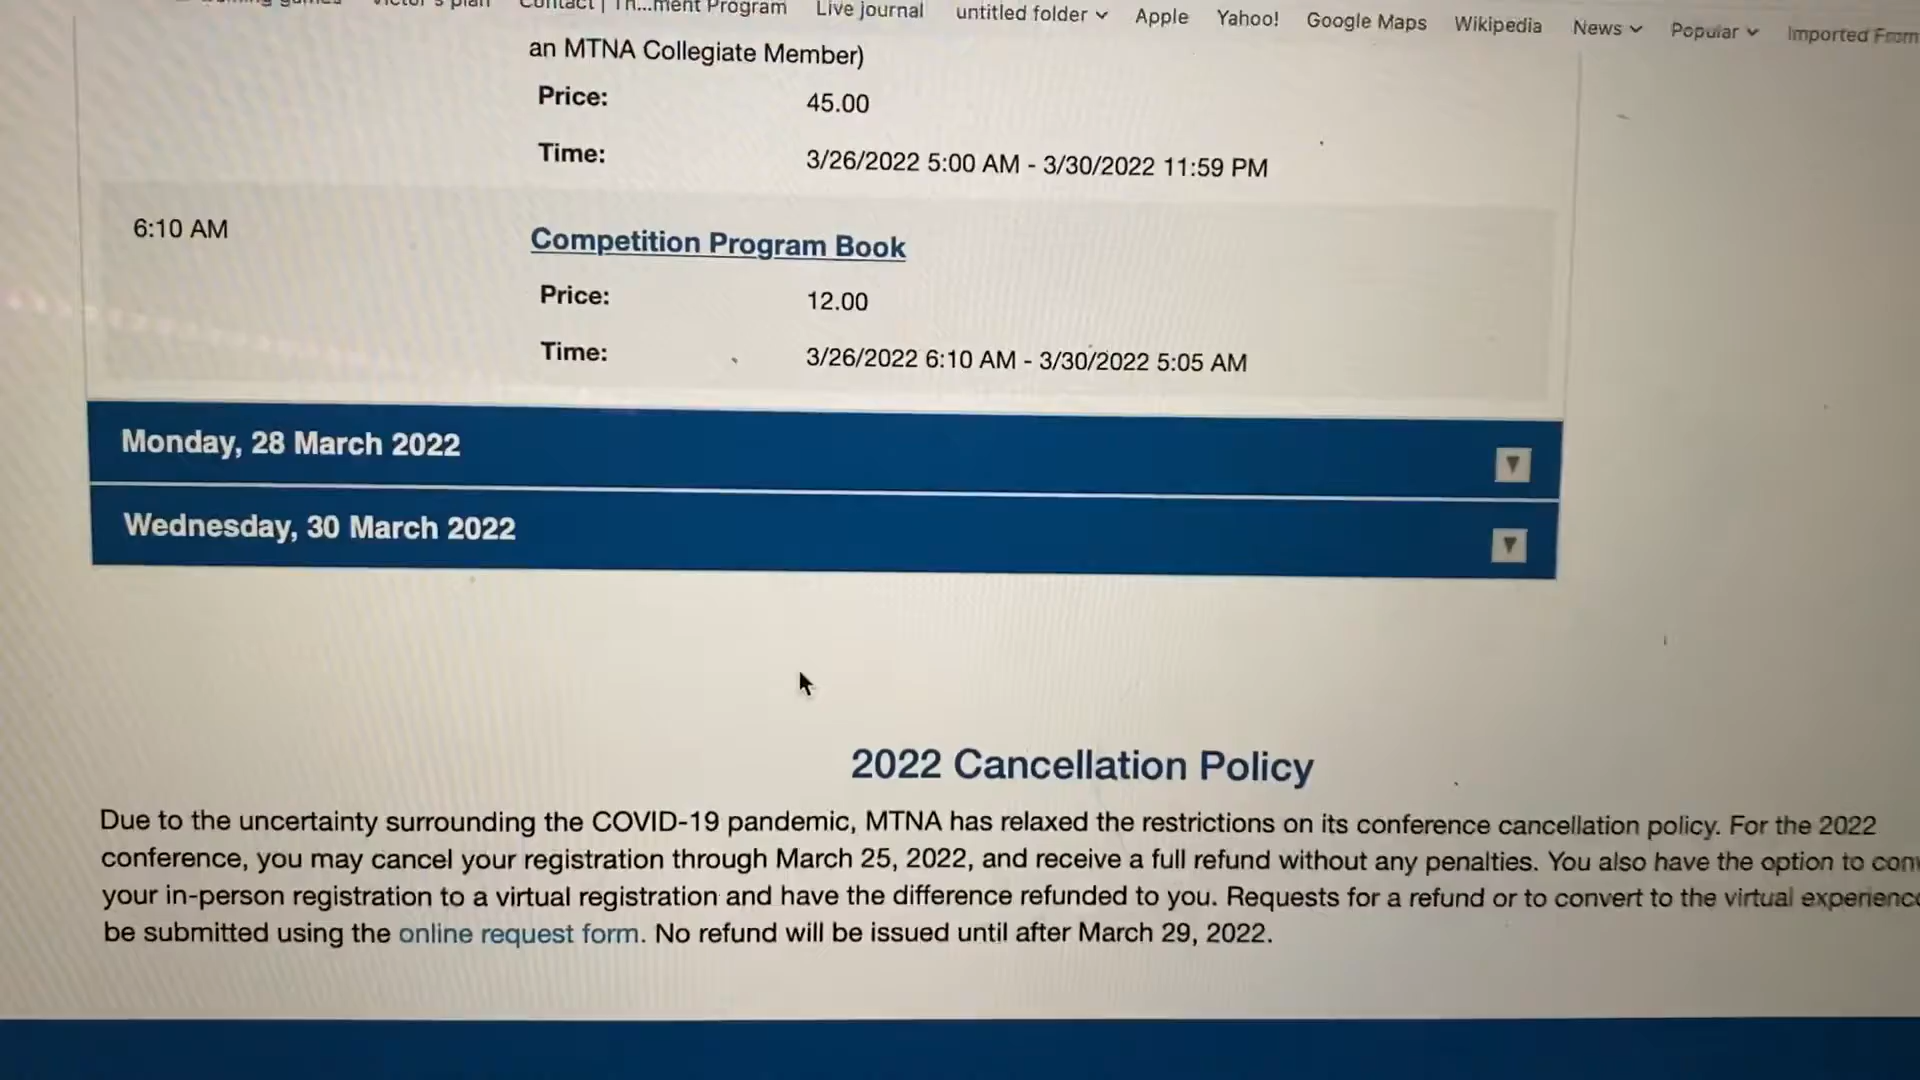 Contact | Th...ment Program Live journal untitled folder Apple Yahoo! Google Maps Wikipedia News Popular Imported From
an MTNA Collegiate Member)
Price: 45.00
Time: 3/26/2022 5:00 AM - 3/30/2022 11:59 PM
6:10 AM Competition Program Book
Price: 12.00
Time: 3/26/2022 6:10 AM - 3/30/2022 5:05 AM
Monday, 28 March 2022
Wednesday, 30 March 2022
2022 Cancellation Policy
Due to the uncertainty surrounding the COVID-19 pandemic, MTNA has relaxed the restrictions on its conference cancellation policy. For the 2022
conference, you may cancel your registration through March 25, 2022, and receive a full refund without any penalties. You also have the option to
your in-person registration to a virtual registration and have the difference refunded to you. Requests for a refund or to convert to the virtual experience
be submitted using the online request form. No refund will be issued until after March 29, 2022.